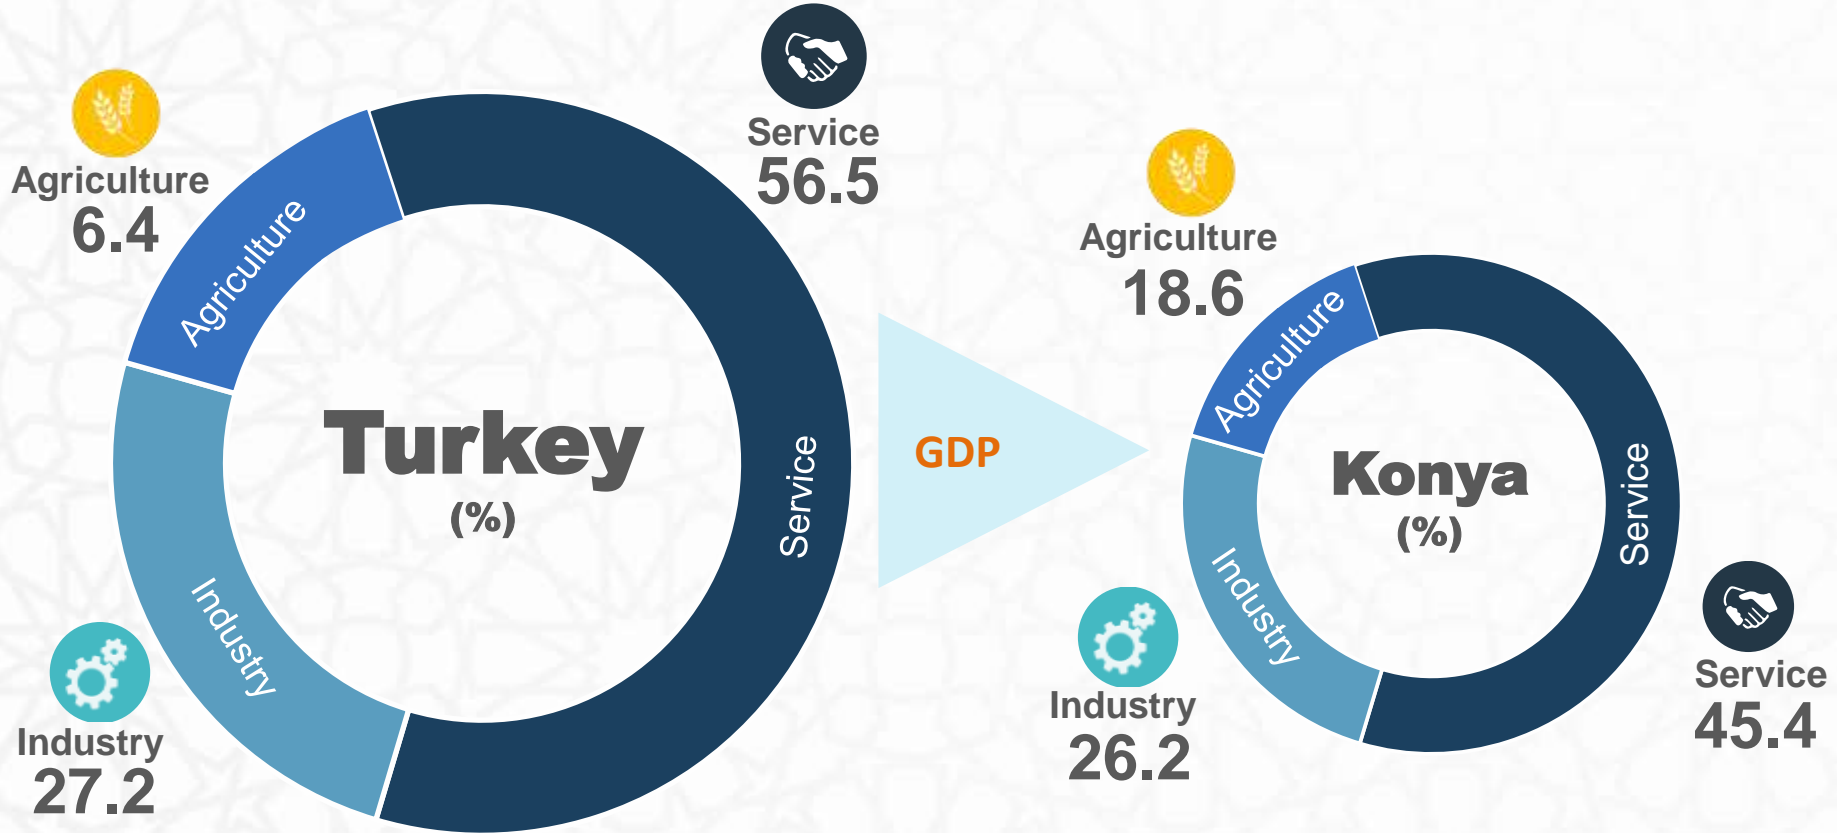 Service
56.5
Agriculture
6.4
Agriculture
Turkey
(%)
Service
Industry
Industry
27.2
GDP
Agriculture
18.6
Agriculture
Konya
(%)
Service
Industry
Industry
26.2
Service
45.4